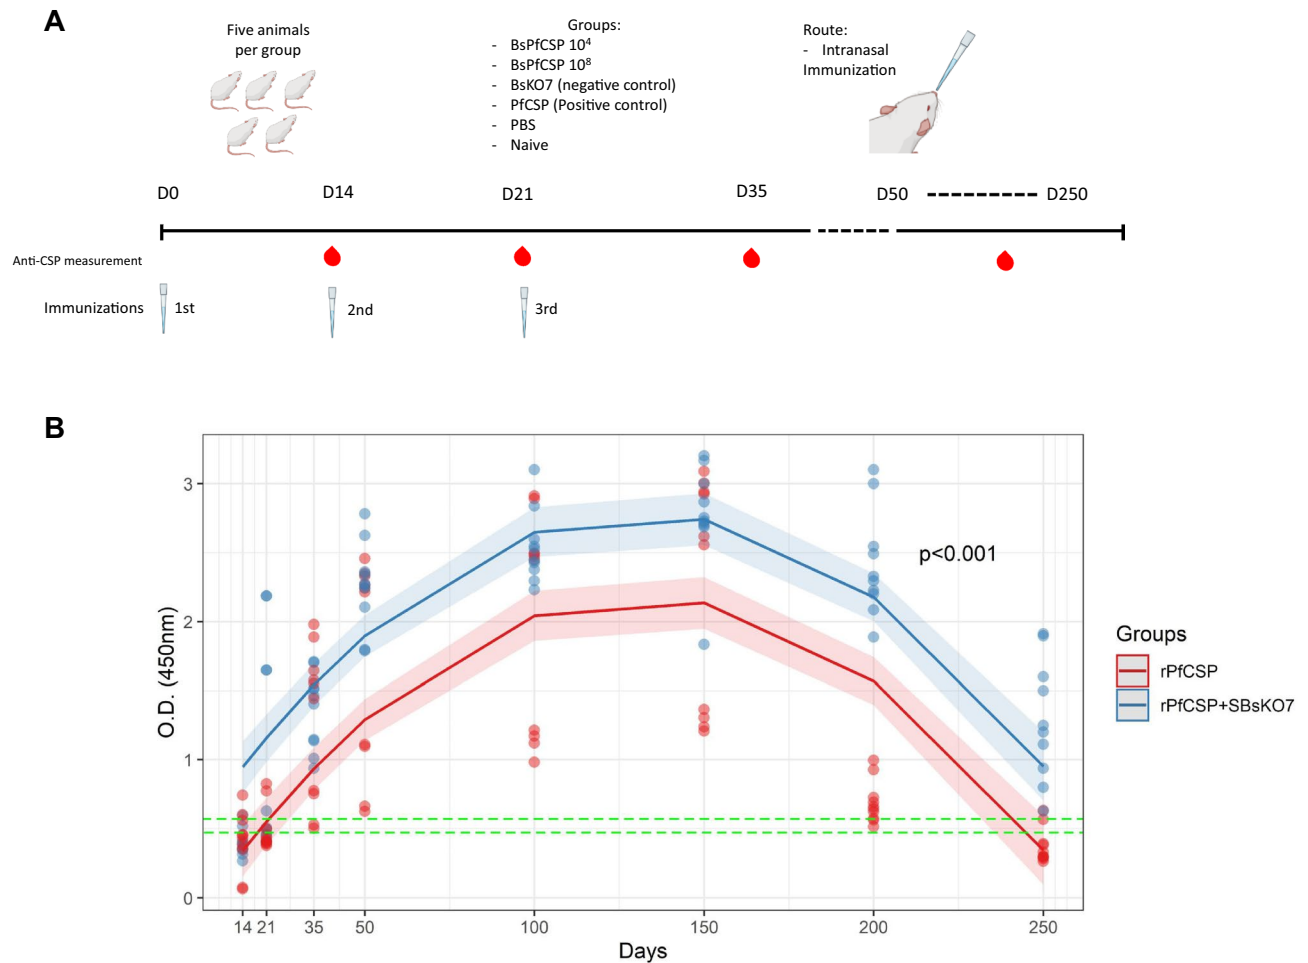 A
Five animals
per group
Groups:
- BsPfCSP 10⁴
- BsPfCSP 10⁸
- BsKO7 (negative control)
- PfCSP (Positive control)
- PBS
- Naive
Route:
- Intranasal
Immunization
D0 D14 D21 D35 D50 D250
Anti-CSP measurement
Immunizations 1st 2nd 3rd
B
O.D. (450nm)
3
2
1
0
p<0.001
14 21 35 50 100 150 200 250
Days
Groups
rPfCSP
rPfCSP+SBsKO7